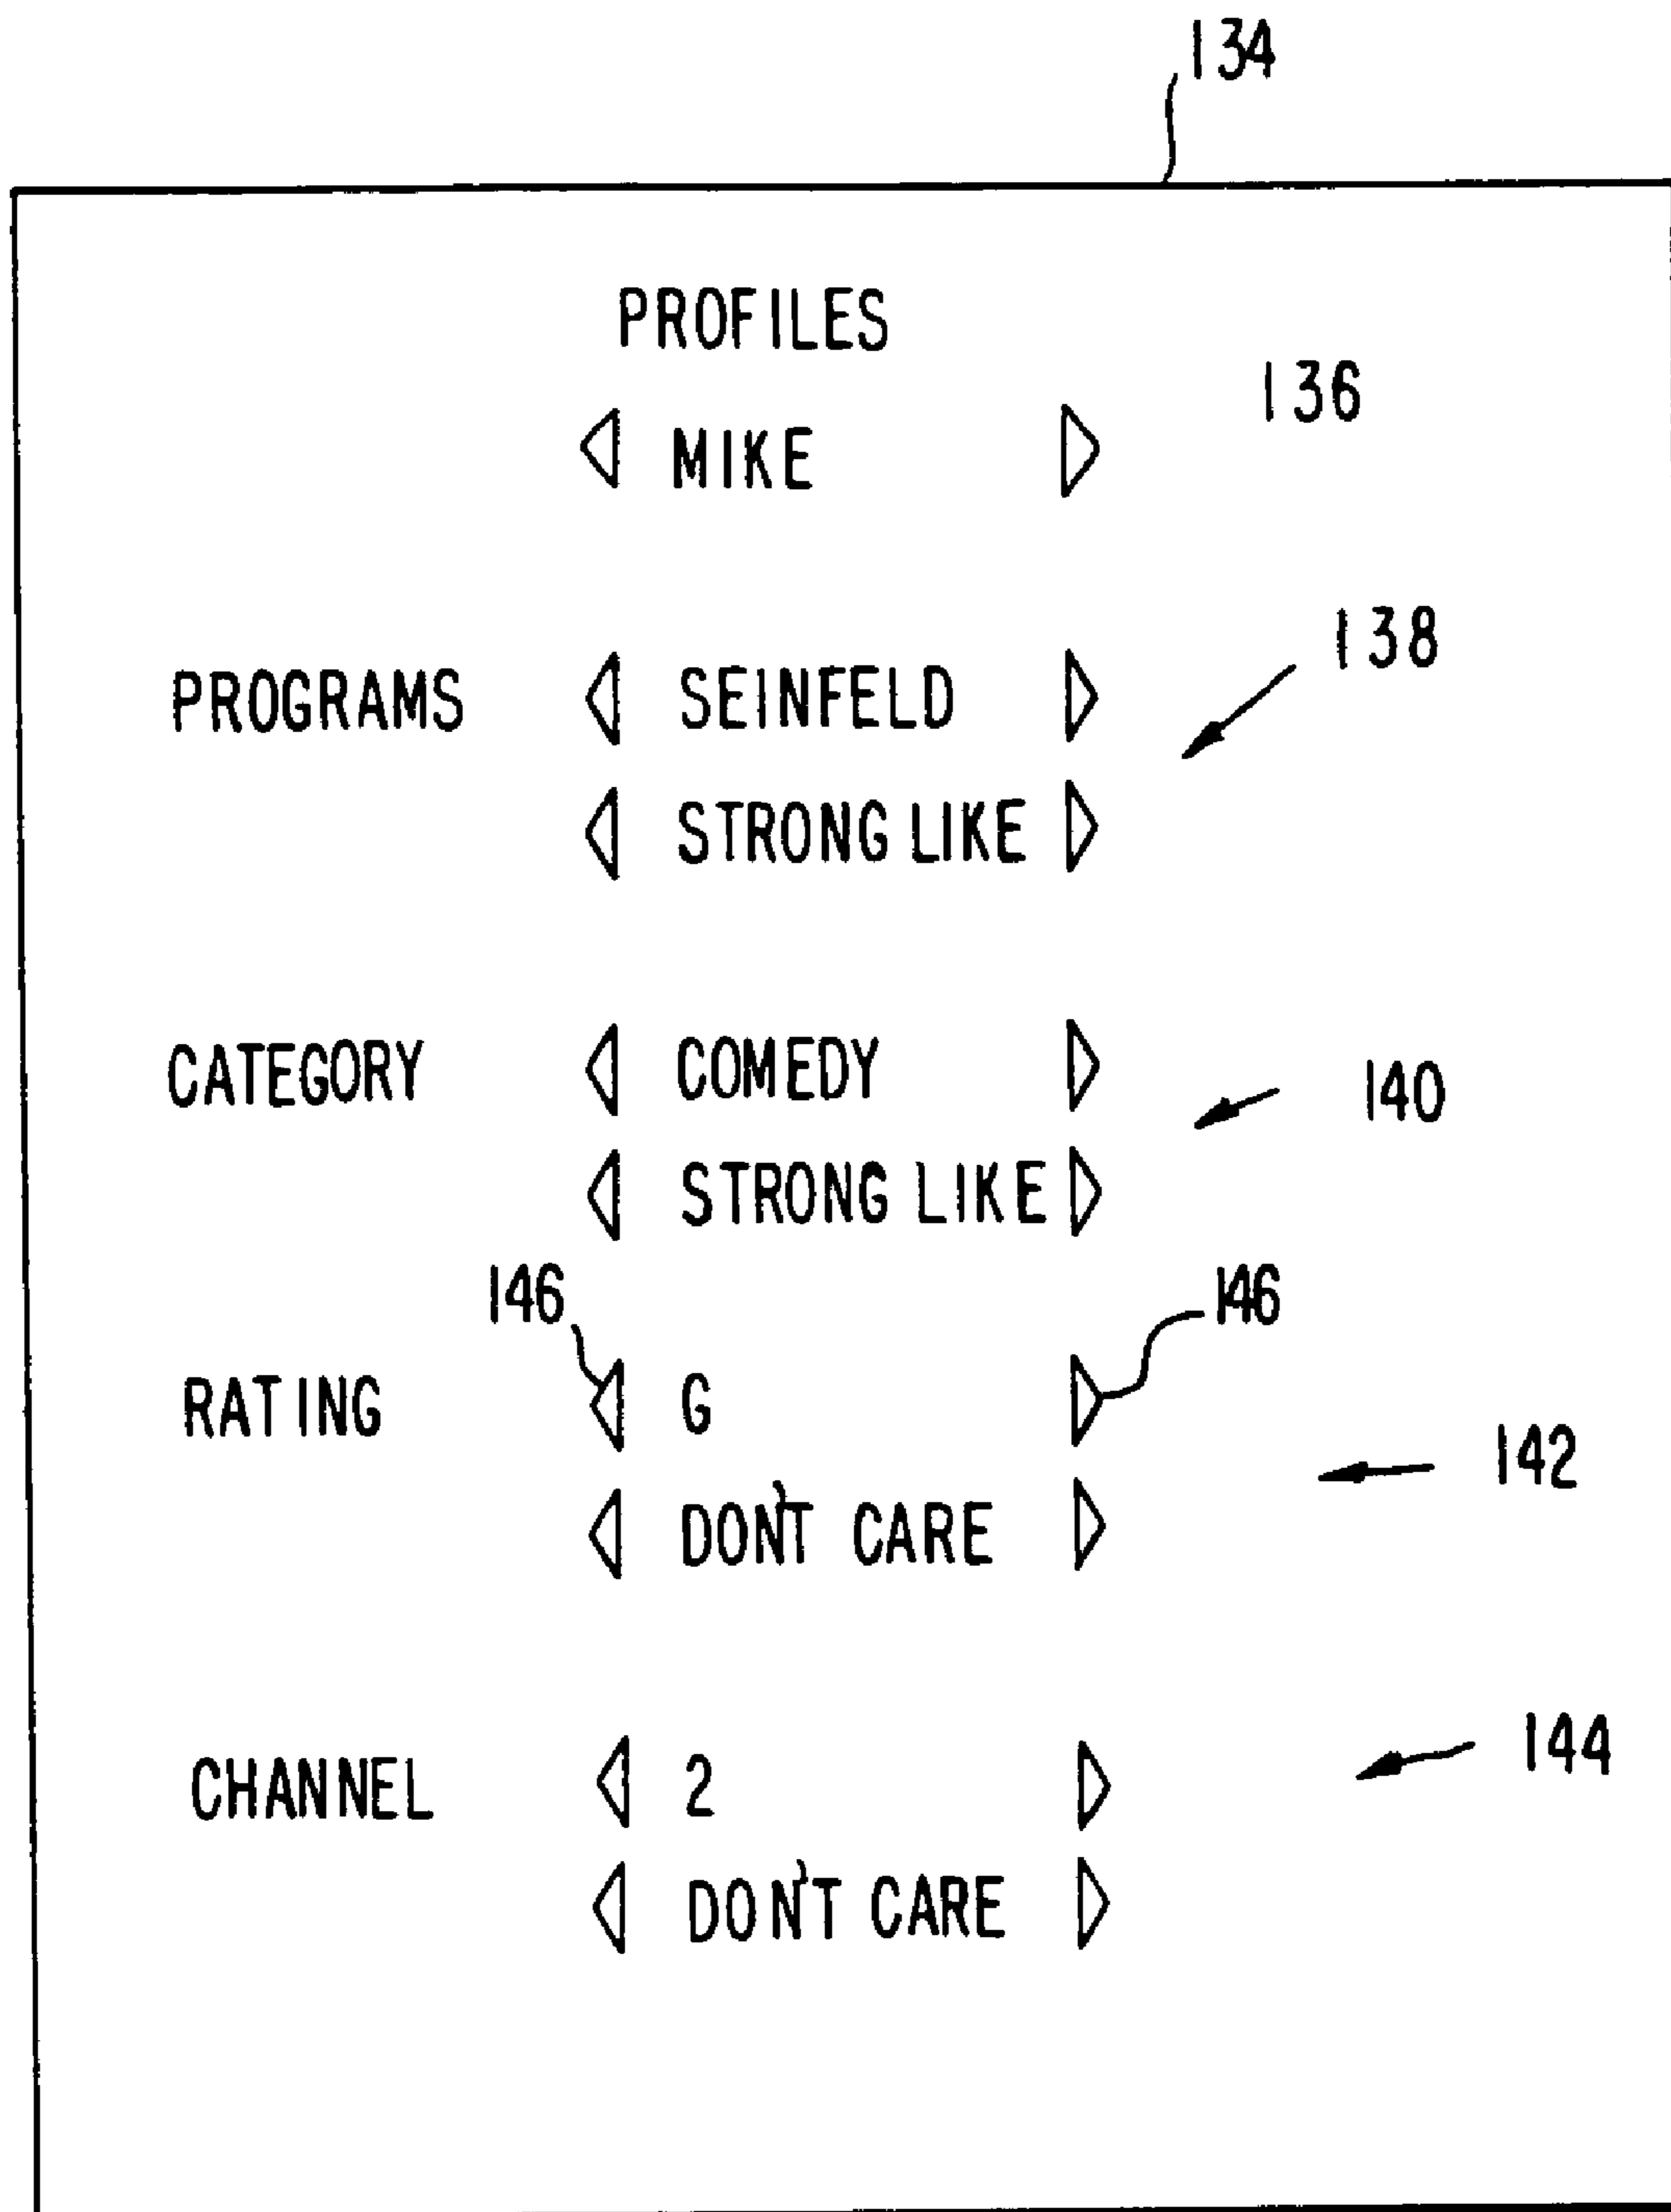 134
PROFILES
136
MIKE
138
PROGRAMS SEINFELD
STRONG LIKE
CATEGORY COMEDY
140
STRONG LIKE
146 146
RATING G
142
DON'T CARE
144
CHANNEL 2
DON'T CARE